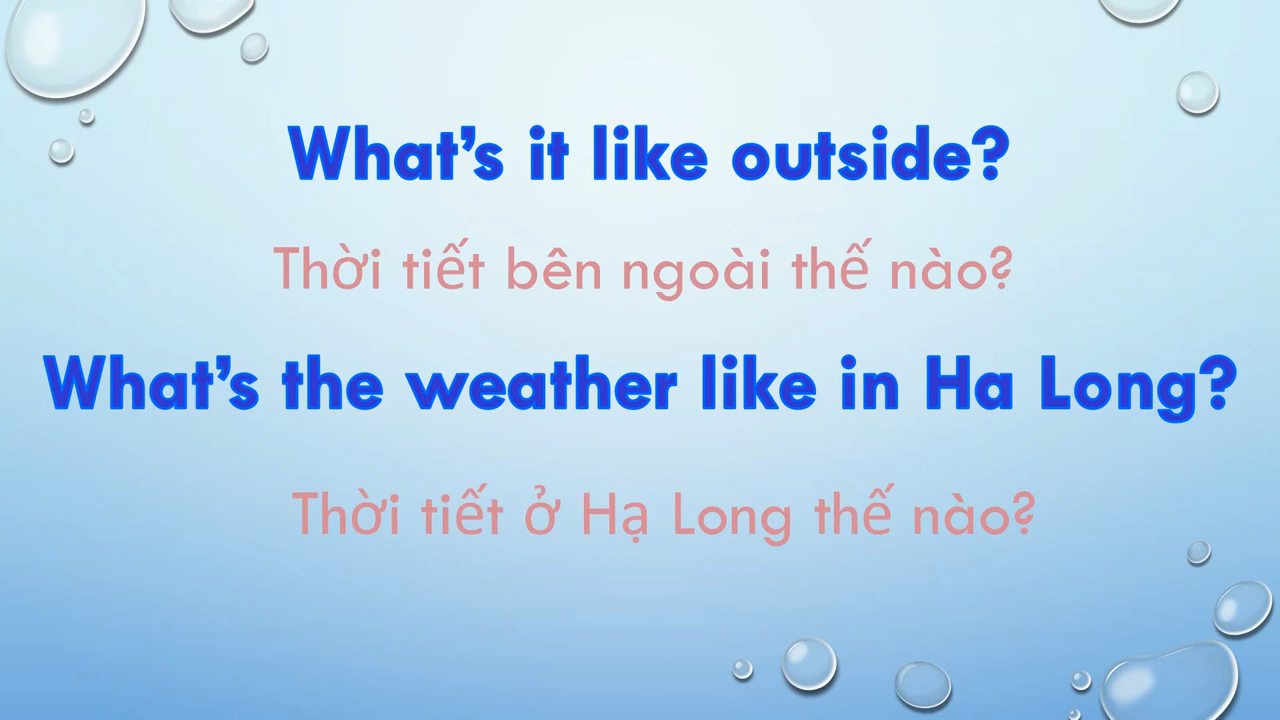 What’s it like outside?
Thời tiết bên ngoài thế nào?
What’s the weather like in Ha Long?
Thời tiết ở Hạ Long thế nào?